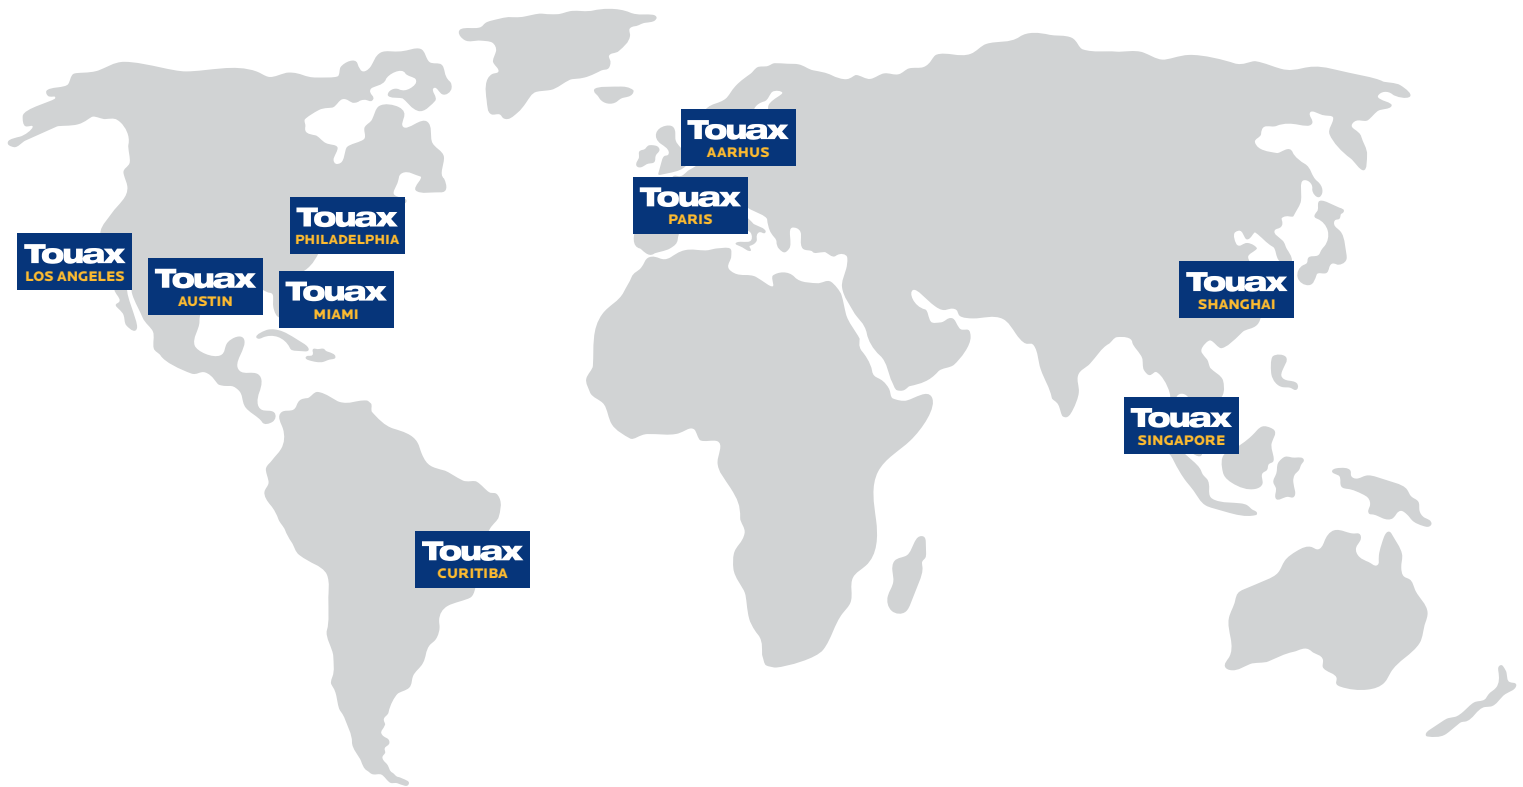 Touax
AARHUS
Touax
PARIS
Touax
PHILADELPHIA
Touax
LOS ANGELES
Touax
AUSTIN
Touax
MIAMI
Touax
SHANGHAI
Touax
SINGAPORE
Touax
CURITIBA